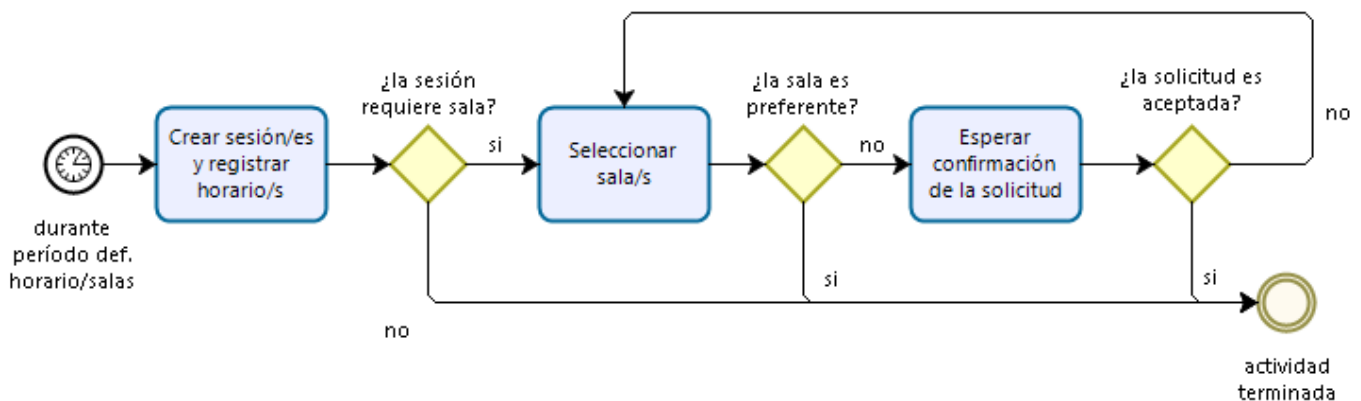 durante
período def.
horario/salas
Crear sesión/es
y registrar
horario/s
¿la sesión
requiere sala?
si
no
Seleccionar
sala/s
¿la sala es
preferente?
no
si
Esperar
confirmación
de la solicitud
¿la solicitud es
aceptada?
no
si
actividad
terminada